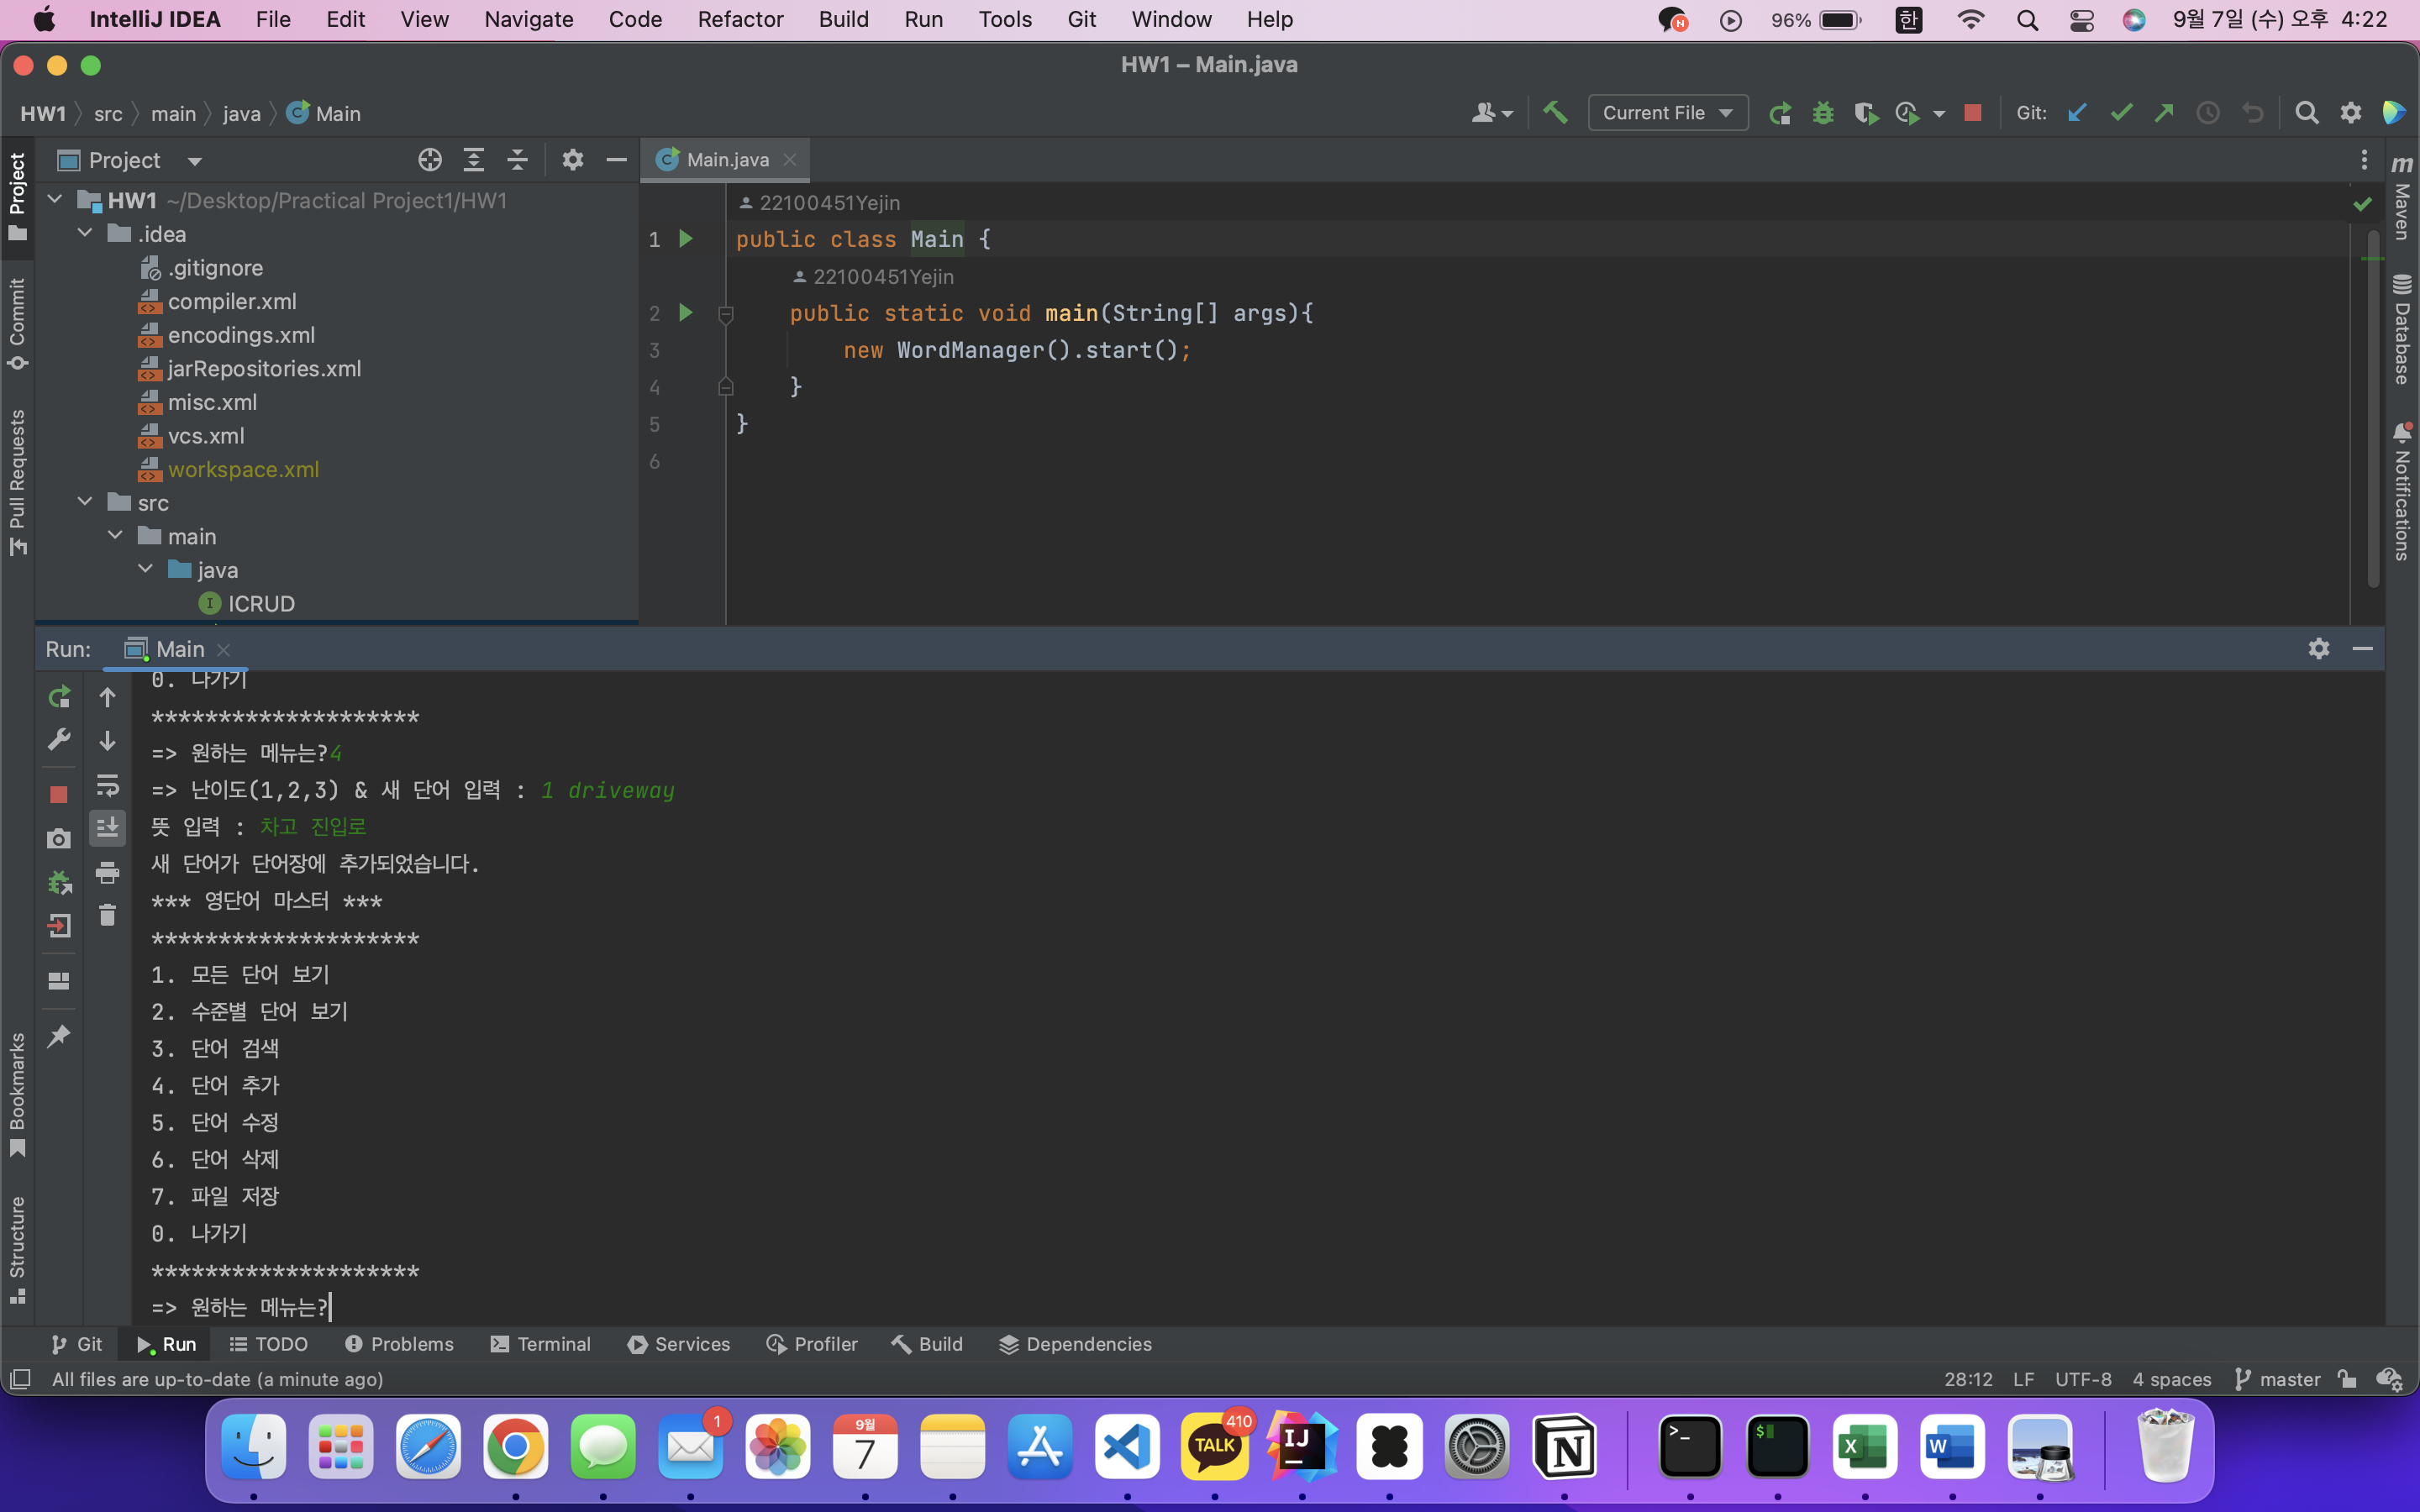 IntelliJ IDEA File Edit View Navigate Code Refactor Build Run Tools Git Window Help N 96% 한 9월 7일 (수) 오후 4:22
HW1 – Main.java
HW1 src main java C Main Current File Git:
Project C Main.java m
HW1 ~/Desktop/Practical Project1/HW1
.idea
.gitignore
compiler.xml
encodings.xml
jarRepositories.xml
misc.xml
vcs.xml
workspace.xml
src
main
java
I ICRUD
22100451Yejin
1 public class Main {
22100451Yejin
2 public static void main(String[] args){
3 new WordManager().start();
4 }
5 }
6
Project
Commit
Pull Requests
Bookmarks
Structure
Maven
Database
Notifications
Run: Main
0. 나가기
********************
=> 원하는 메뉴는?4
=> 난이도(1,2,3) & 새 단어 입력 : 1 driveway
뜻 입력 : 차고 진입로
새 단어가 단어장에 추가되었습니다.
*** 영단어 마스터 ***
********************
1. 모든 단어 보기
2. 수준별 단어 보기
3. 단어 검색
4. 단어 추가
5. 단어 수정
6. 단어 삭제
7. 파일 저장
0. 나가기
********************
=> 원하는 메뉴는?
Git Run TODO Problems Terminal Services Profiler Build Dependencies
All files are up-to-date (a minute ago) 28:12 LF UTF-8 4 spaces master
1 9월 7 TALK 410 IJ N >_ $ X W